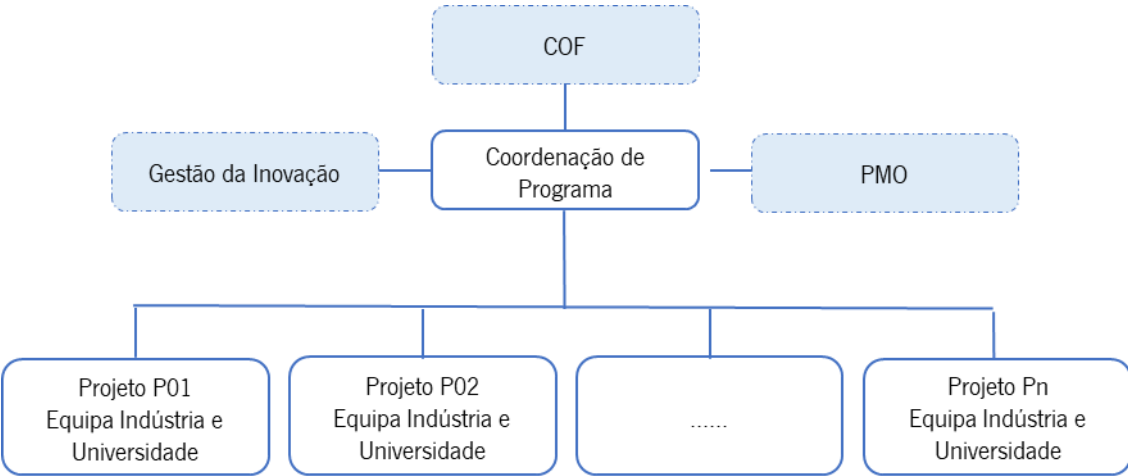 COF
Gestão da Inovação
Coordenação de
Programa
PMO
Projeto P01
Equipa Indústria e
Universidade
Projeto P02
Equipa Indústria e
Universidade
......
Projeto Pn
Equipa Indústria e
Universidade